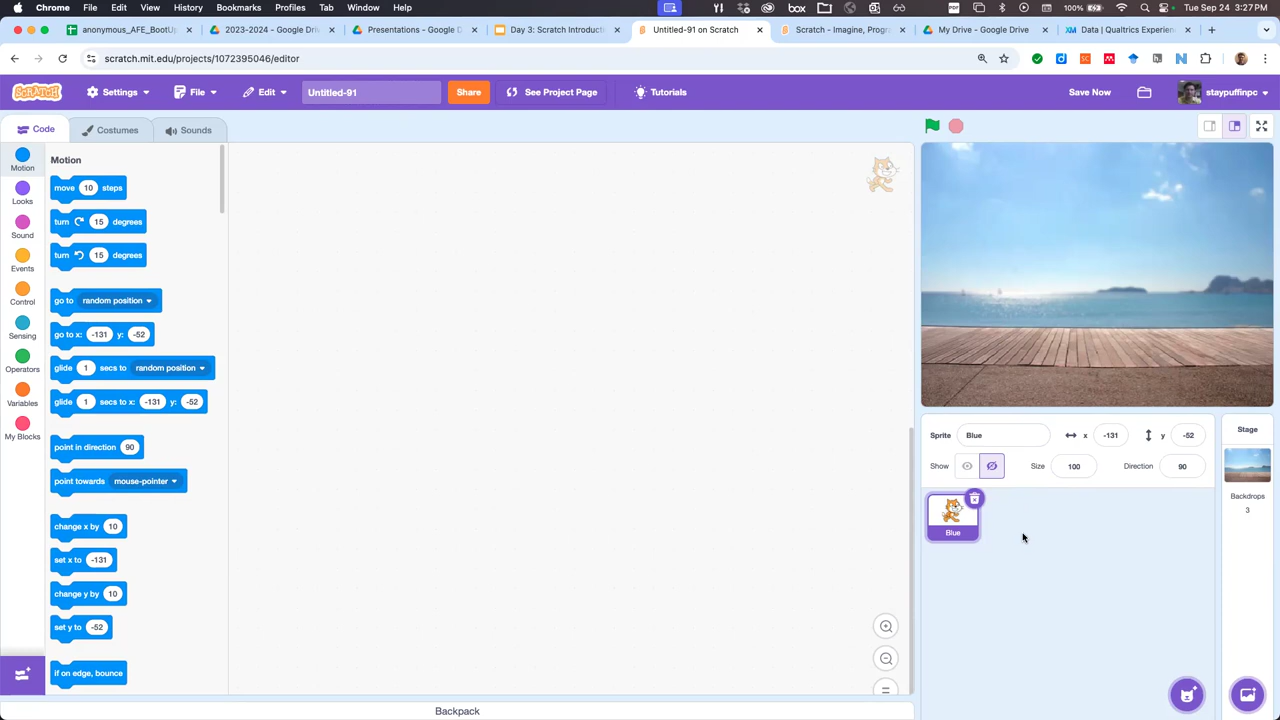 Chrome File Edit View History Bookmarks Profiles Tab Window Help
100% Tue Sep 24 3:27 PM
anonymous_AFE_BootU
2023-2024 - Google Dri
Presentations - Google D
Day 3: Scratch Introducti
Untitled-91 on Scratch
Scratch - Imagine, Progr
My Drive - Google Drive
Data | Qualtrics Experien
scratch.mit.edu/projects/1072395046/editor
SCRATCH Settings File Edit Untitled-91 Share See Project Page Tutorials Save Now staypuffinpc
Code Costumes Sounds
Motion
Looks
Sound
Events
Control
Sensing
Operators
Variables
My Blocks
Motion
move 10 steps
turn 15 degrees
turn 15 degrees
go to random position
go to x: -131 y: -52
glide 1 secs to random position
glide 1 secs to x: -131 y: -52
point in direction 90
point towards mouse-pointer
change x by 10
set x to -131
change y by 10
set y to -52
if on edge, bounce
Sprite Blue x -131 y -52
Show Size 100 Direction 90
Blue
Stage
Backdrops
3
Backpack